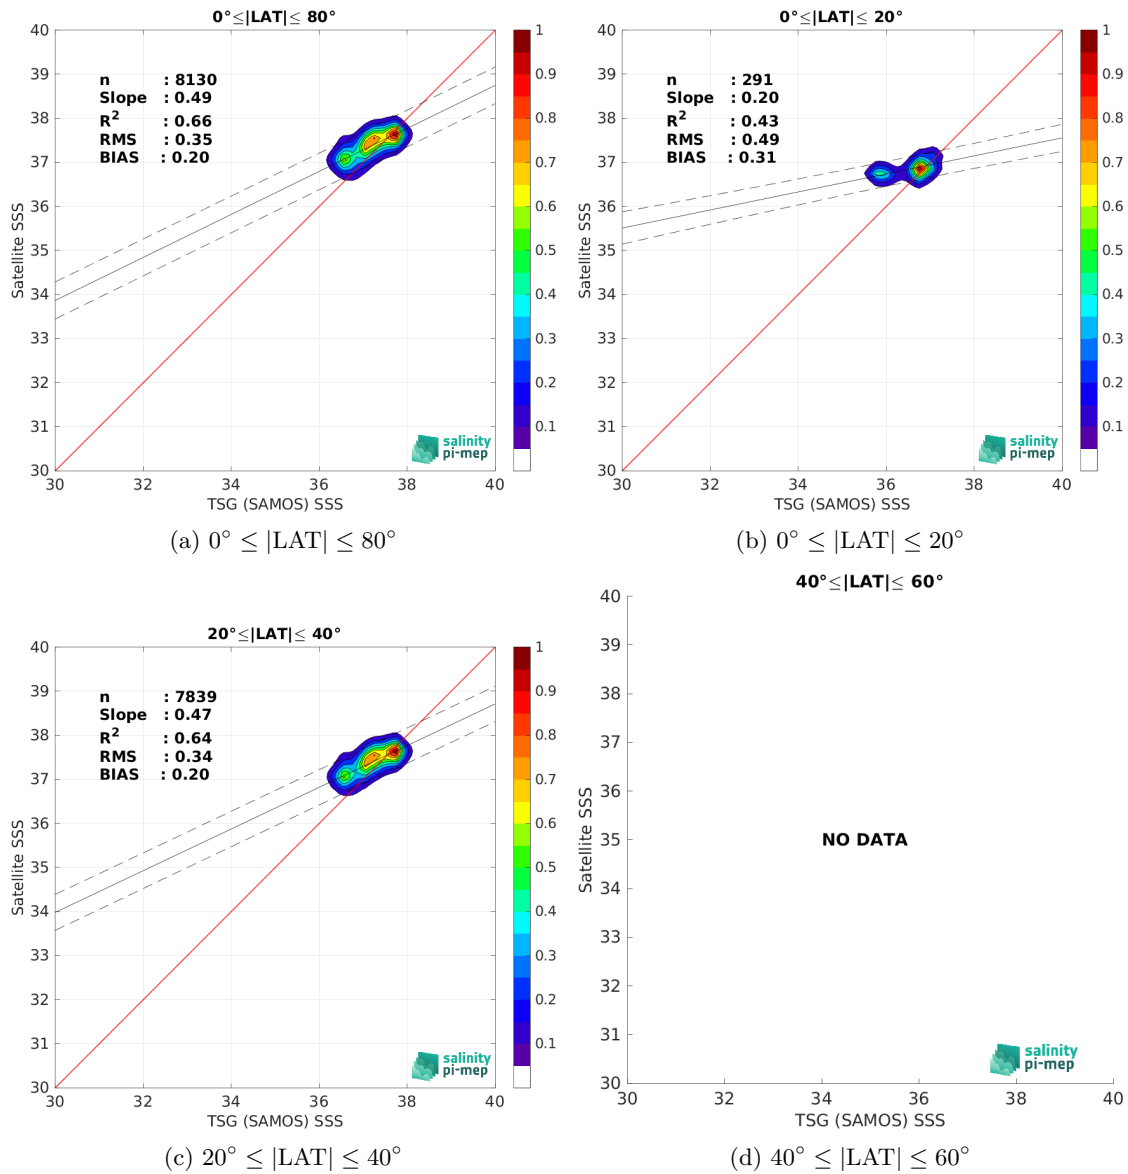 0°≤|LAT|≤ 80°
40
39
38
37
36
35
34
33
32
31
30
Satellite SSS
n : 8130
Slope : 0.49
R2 : 0.66
RMS : 0.35
BIAS : 0.20
salinity
pi-mep
30 32 34 36 38 40
TSG (SAMOS) SSS
1
0.9
0.8
0.7
0.6
0.5
0.4
0.3
0.2
0.1
(a) 0° ≤ |LAT| ≤ 80°
0°≤|LAT|≤ 20°
40
39
38
37
36
35
34
33
32
31
30
Satellite SSS
n : 291
Slope : 0.20
R2 : 0.43
RMS : 0.49
BIAS : 0.31
salinity
pi-mep
30 32 34 36 38 40
TSG (SAMOS) SSS
1
0.9
0.8
0.7
0.6
0.5
0.4
0.3
0.2
0.1
(b) 0° ≤ |LAT| ≤ 20°
20°≤|LAT|≤ 40°
40
39
38
37
36
35
34
33
32
31
30
Satellite SSS
n : 7839
Slope : 0.47
R2 : 0.64
RMS : 0.34
BIAS : 0.20
salinity
pi-mep
30 32 34 36 38 40
TSG (SAMOS) SSS
1
0.9
0.8
0.7
0.6
0.5
0.4
0.3
0.2
0.1
(c) 20° ≤ |LAT| ≤ 40°
40°≤|LAT|≤ 60°
40
39
38
37
36
35
34
33
32
31
30
Satellite SSS
NO DATA
salinity
pi-mep
30 32 34 36 38 40
TSG (SAMOS) SSS
(d) 40° ≤ |LAT| ≤ 60°